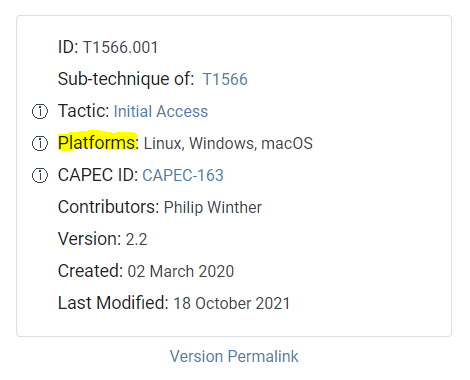 ID: T1566.001
Sub-technique of: T1566
ⓘ Tactic: Initial Access
ⓘ Platforms: Linux, Windows, macOS
ⓘ CAPEC ID: CAPEC-163
Contributors: Philip Winther
Version: 2.2
Created: 02 March 2020
Last Modified: 18 October 2021
Version Permalink